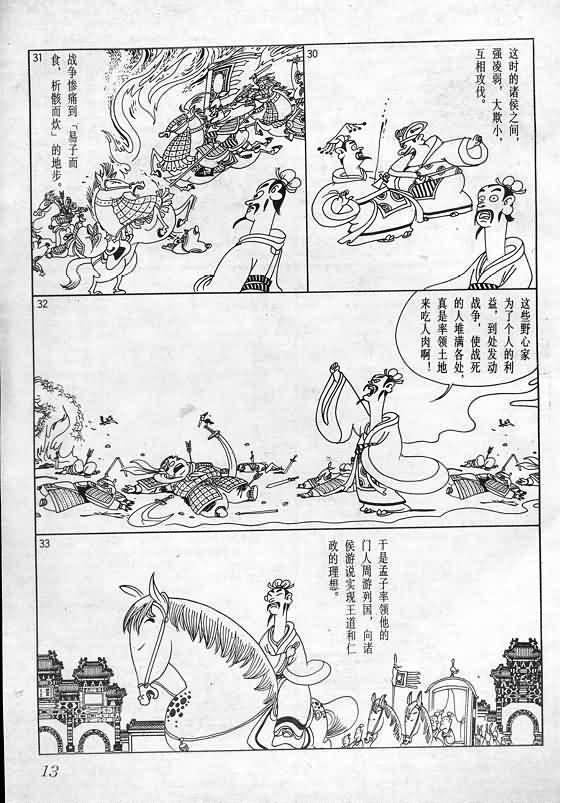 30
这时的诸侯之间,
强凌弱,大欺小,
互相攻伐。
31
战争惨痛到「易子而
食,析骸而炊」的地步。
32
这些野心家
为了个人的利
益,到处发动
战争,使战死
的人堆满各处,
真是率领土地
来吃人肉啊!
33
于是孟子率领他的
门人周游列国,向诸
侯游说实现王道和仁
政的理想。
13